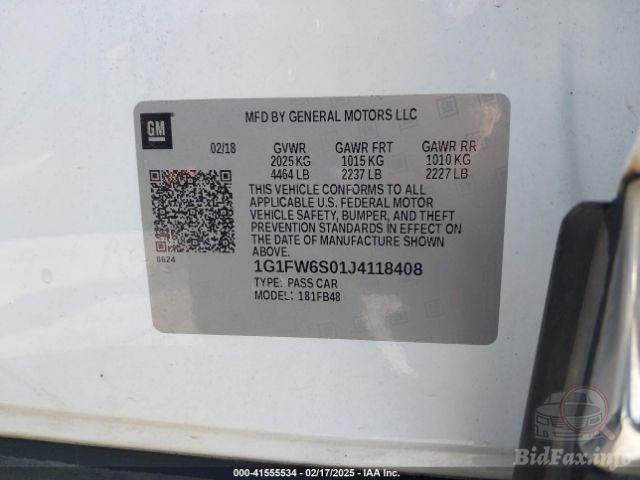 GM
MFD BY GENERAL MOTORS LLC
02/18 GVWR GAWR FRT GAWR RR
2025 KG 1015 KG 1010 KG
4464 LB 2237 LB 2227 LB
THIS VEHICLE CONFORMS TO ALL
APPLICABLE U.S. FEDERAL MOTOR
VEHICLE SAFETY, BUMPER, AND THEFT
PREVENTION STANDARDS IN EFFECT ON
THE DATE OF MANUFACTURE SHOWN
ABOVE.
8624
1G1FW6S01J4118408
TYPE: PASS CAR
MODEL: 181FB48
BidFax.info
000-41555534 - 02/17/2025 - IAA Inc.